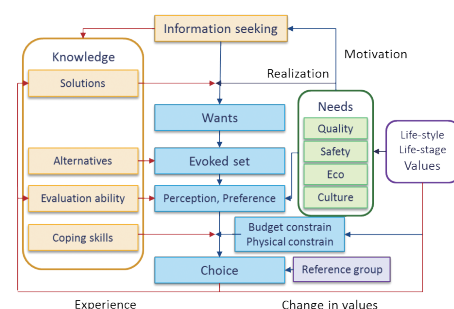 Information seeking
Knowledge
Motivation
Realization
Solutions
Needs
Wants
Quality
Life-style
Life-stage
Values
Alternatives
Evoked set
Safety
Eco
Evaluation ability
Perception, Preference
Culture
Coping skills
Budget constrain
Physical constrain
Choice
Reference group
Experience
Change in values